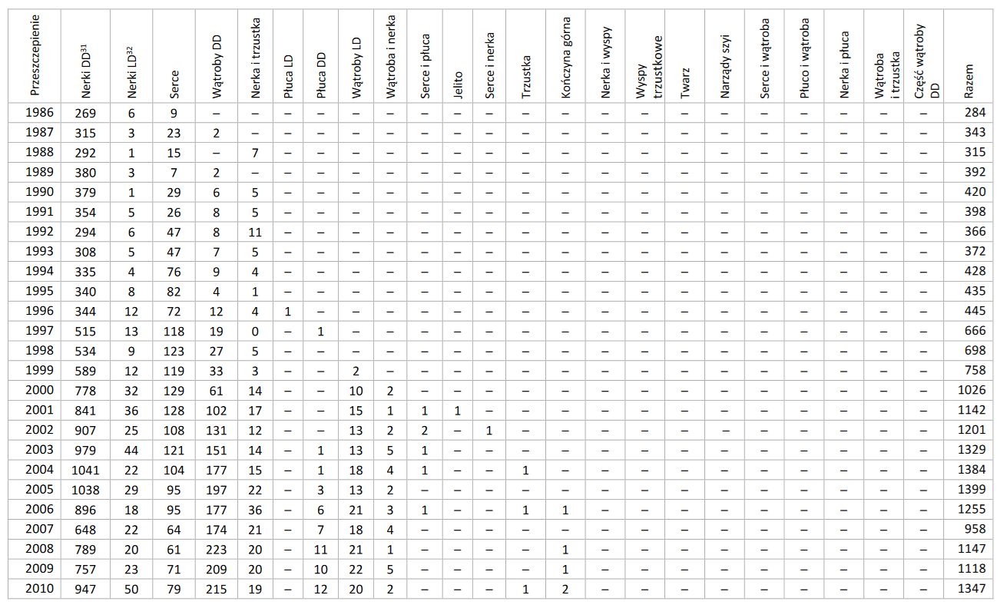 Przeszczepienie Nerki DD31 Nerki LD32 Serce Wątroby DD Nerka i trzustka Płuca LD Płuca DD Wątroby LD Wątroba i nerka Serce i płuca Jelito Serce i nerka Trzustka Kończyna górna Nerka i wyspy Wyspy trzustkowe Twarz Narządy szyi Serce i wątroba Płuco i wątroba Nerka i płuca Wątroba i trzustka Część wątroby DD Razem
1986 269 6 9 – – – – – – – – – – – – – – – – – – – – 284
1987 315 3 23 2 – – – – – – – – – – – – – – – – – – – 343
1988 292 1 15 – 7 – – – – – – – – – – – – – – – – – – 315
1989 380 3 7 2 – – – – – – – – – – – – – – – – – – – 392
1990 379 1 29 6 5 – – – – – – – – – – – – – – – – – – 420
1991 354 5 26 8 5 – – – – – – – – – – – – – – – – – – 398
1992 294 6 47 8 11 – – – – – – – – – – – – – – – – – – 366
1993 308 5 47 7 5 – – – – – – – – – – – – – – – – – – 372
1994 335 4 76 9 4 – – – – – – – – – – – – – – – – – – 428
1995 340 8 82 4 1 – – – – – – – – – – – – – – – – – – 435
1996 344 12 72 12 4 1 – – – – – – – – – – – – – – – – – 445
1997 515 13 118 19 0 – 1 – – – – – – – – – – – – – – – – 666
1998 534 9 123 27 5 – – – – – – – – – – – – – – – – – – 698
1999 589 12 119 33 3 – – 2 – – – – – – – – – – – – – – – 758
2000 778 32 129 61 14 – – 10 2 – – – – – – – – – – – – – – 1026
2001 841 36 128 102 17 – – 15 1 1 1 – – – – – – – – – – – – 1142
2002 907 25 108 131 12 – – 13 2 2 – 1 – – – – – – – – – – – 1201
2003 979 44 121 151 14 – 1 13 5 1 – – – – – – – – – – – – – 1329
2004 1041 22 104 177 15 – 1 18 4 1 – – 1 – – – – – – – – – – 1384
2005 1038 29 95 197 22 – 3 13 2 – – – – – – – – – – – – – – 1399
2006 896 18 95 177 36 – 6 21 3 1 – – 1 1 – – – – – – – – – 1255
2007 648 22 64 174 21 – 7 18 4 – – – – – – – – – – – – – – 958
2008 789 20 61 223 20 – 11 21 1 – – – – 1 – – – – – – – – – 1147
2009 757 23 71 209 20 – 10 22 5 – – – – 1 – – – – – – – – – 1118
2010 947 50 79 215 19 – 12 20 2 – – – 1 2 – – – – – – – – – 1347